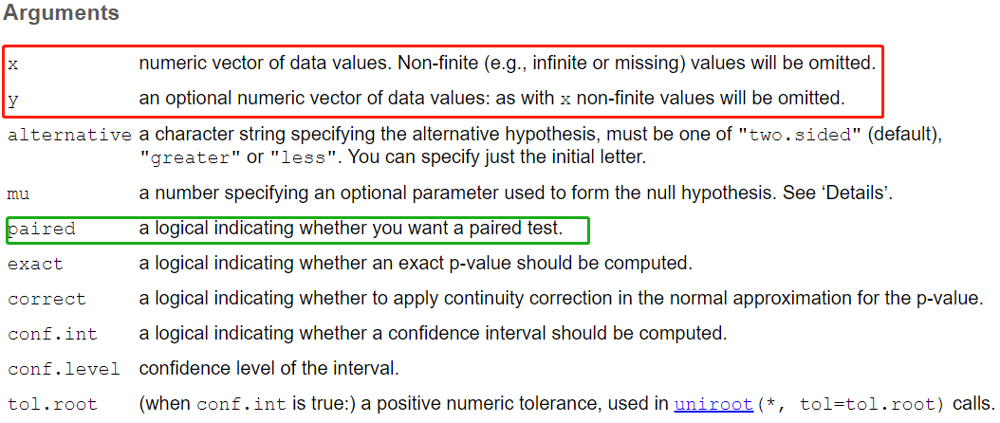 Arguments
x numeric vector of data values. Non-finite (e.g., infinite or missing) values will be omitted.
y an optional numeric vector of data values: as with x non-finite values will be omitted.
alternative a character string specifying the alternative hypothesis, must be one of "two.sided" (default),
"greater" or "less". You can specify just the initial letter.
mu a number specifying an optional parameter used to form the null hypothesis. See ‘Details’.
paired a logical indicating whether you want a paired test.
exact a logical indicating whether an exact p-value should be computed.
correct a logical indicating whether to apply continuity correction in the normal approximation for the p-value.
conf.int a logical indicating whether a confidence interval should be computed.
conf.level confidence level of the interval.
tol.root (when conf.int is true:) a positive numeric tolerance, used in uniroot(*, tol=tol.root) calls.